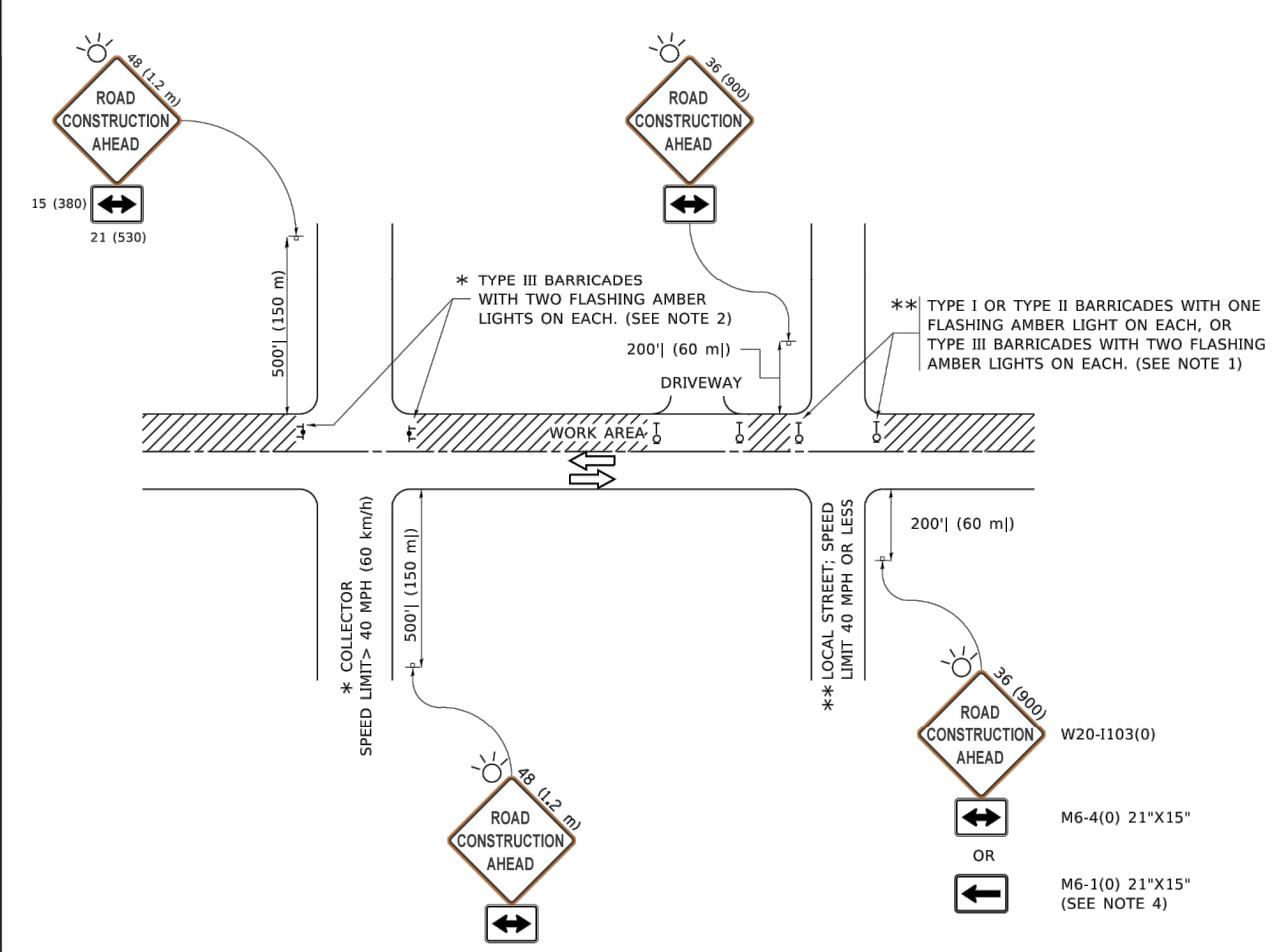 48 (1.2 m)
ROAD
CONSTRUCTION
AHEAD
15 (380)
21 (530)
500'| (150 m)
36 (900)
ROAD
CONSTRUCTION
AHEAD
* TYPE III BARRICADES
WITH TWO FLASHING AMBER
LIGHTS ON EACH. (SEE NOTE 2)
200'| (60 m|)
DRIVEWAY
** TYPE I OR TYPE II BARRICADES WITH ONE
FLASHING AMBER LIGHT ON EACH, OR
TYPE III BARRICADES WITH TWO FLASHING
AMBER LIGHTS ON EACH. (SEE NOTE 1)
WORK AREA
* COLLECTOR
SPEED LIMIT> 40 MPH (60 km/h)
500'| (150 m|)
** LOCAL STREET; SPEED
LIMIT 40 MPH OR LESS
200'| (60 m|)
48 (1.2 m)
ROAD
CONSTRUCTION
AHEAD
36 (900)
ROAD
CONSTRUCTION
AHEAD
W20-I103(0)
M6-4(0) 21"X15"
OR
M6-1(0) 21"X15"
(SEE NOTE 4)